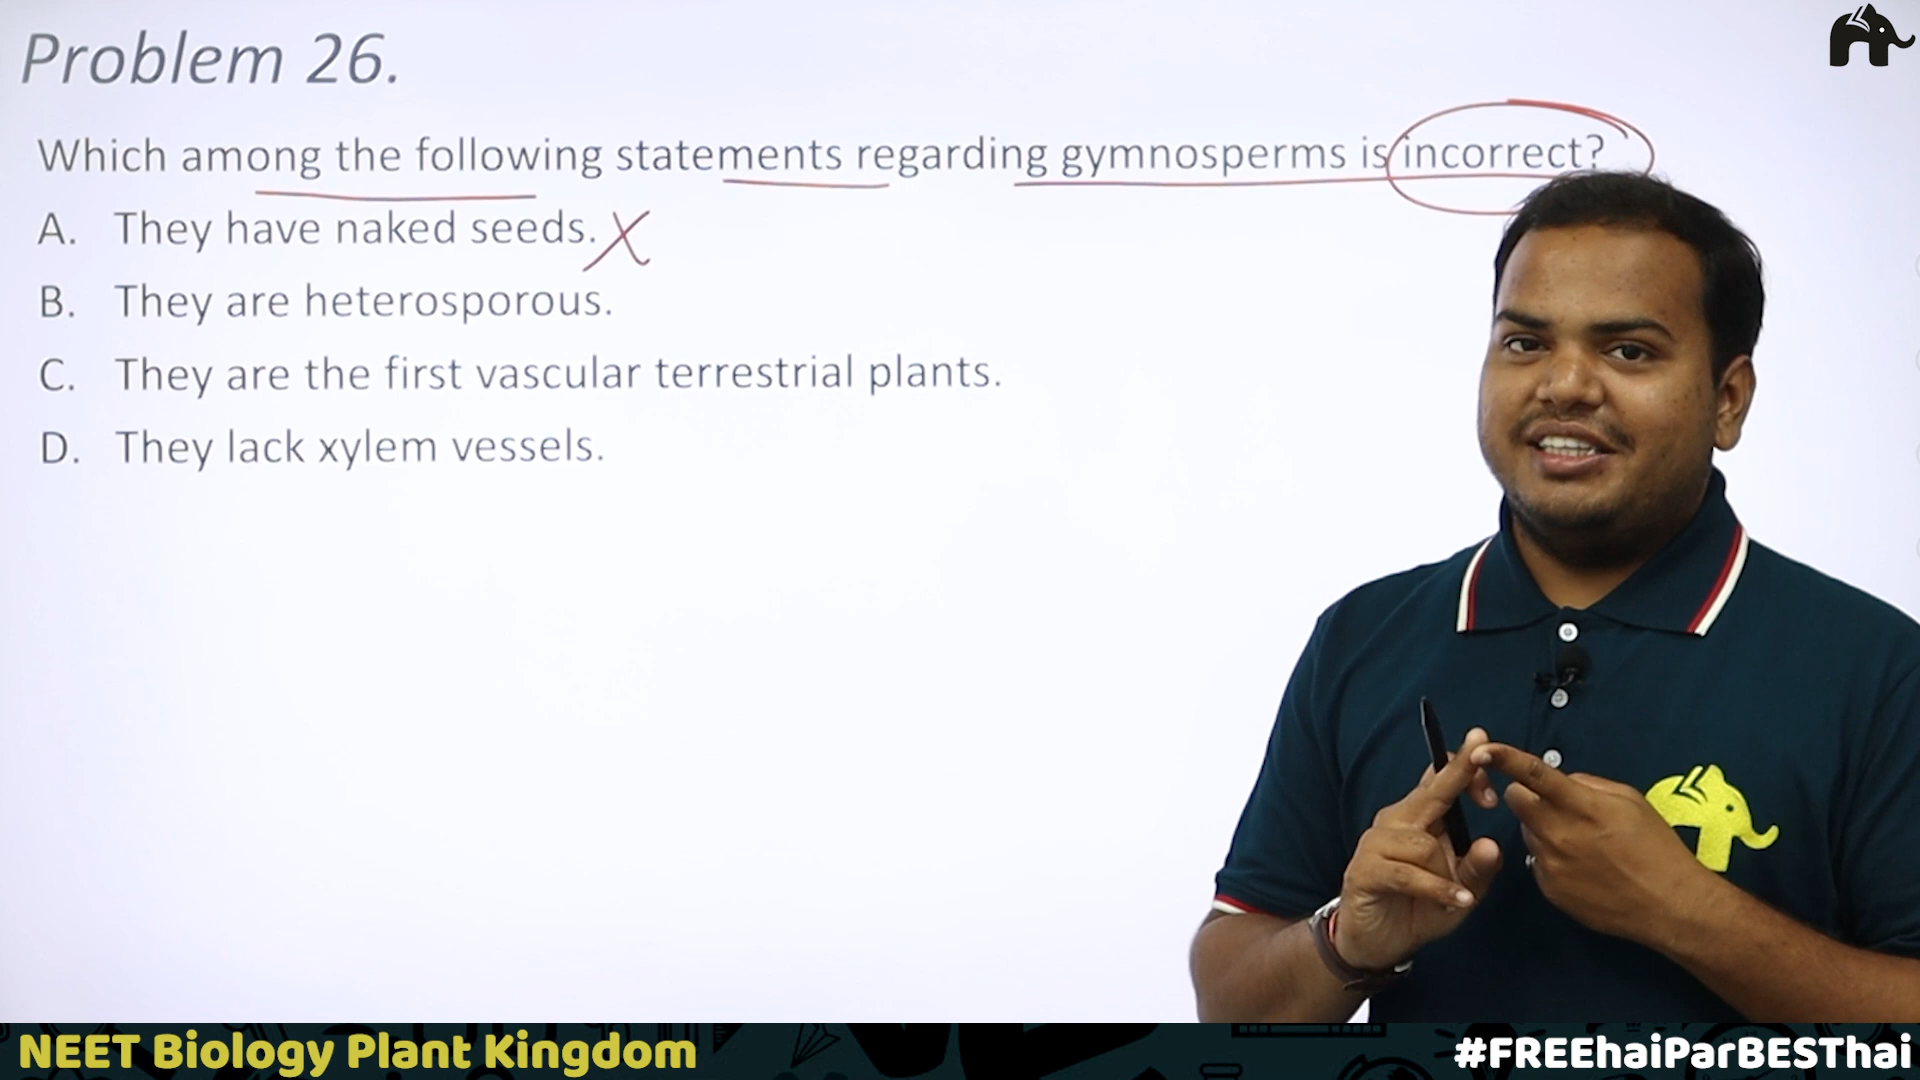 Problem 26.
Which among the following statements regarding gymnosperms is incorrect?
A. They have naked seeds. X
B. They are heterosporous.
C. They are the first vascular terrestrial plants.
D. They lack xylem vessels.
NEET Biology Plant Kingdom
#FREEhaiParBESThai